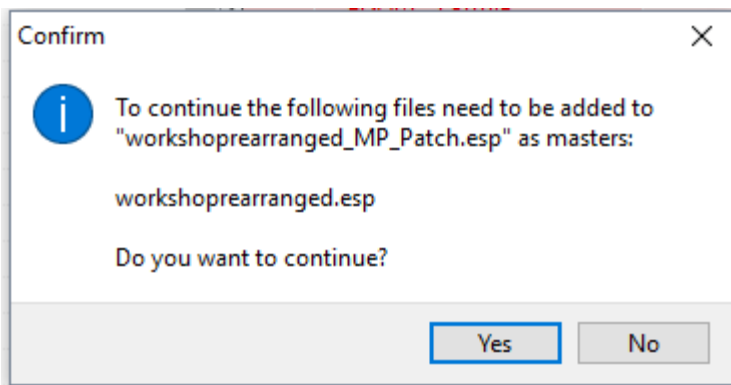 Confirm
To continue the following files need to be added to
"workshoprearranged_MP_Patch.esp" as masters:
workshoprearranged.esp
Do you want to continue?
Yes
No